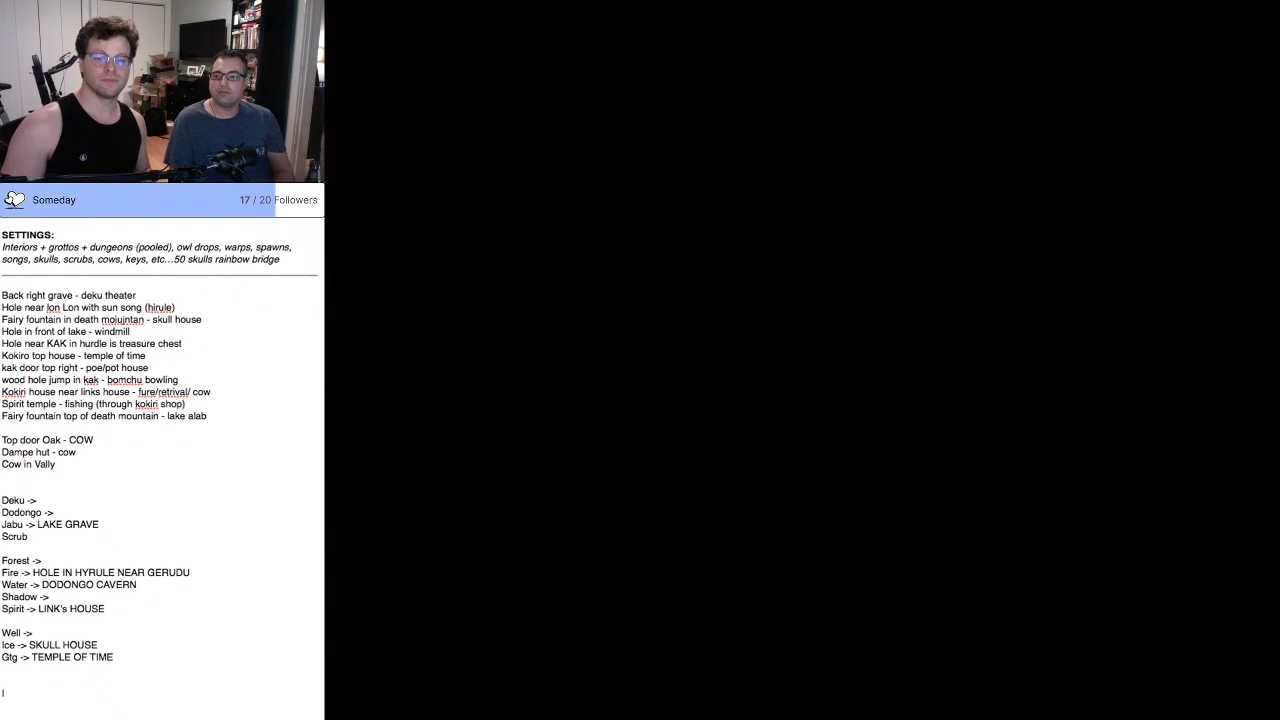 Someday
17 / 20 Followers
SETTINGS:
Interiors + grottos + dungeons (pooled), owl drops, warps, spawns,
songs, skulls, scrubs, cows, keys, etc...50 skulls rainbow bridge
Back right grave - deku theater
Hole near lon Lon with sun song (hirule)
Fairy fountain in death moiujntan - skull house
Hole in front of lake - windmill
Hole near KAK in hurdle is treasure chest
Kokiro top house - temple of time
kak door top right - poe/pot house
wood hole jump in kak - bomchu bowling
Kokiri house near links house - fure/retrival/ cow
Spirit temple - fishing (through kokiri shop)
Fairy fountain top of death mountain - lake alab
Top door Oak - COW
Dampe hut - cow
Cow in Vally
Deku ->
Dodongo ->
Jabu -> LAKE GRAVE
Scrub
Forest ->
Fire -> HOLE IN HYRULE NEAR GERUDU
Water -> DODONGO CAVERN
Shadow ->
Spirit -> LINK's HOUSE
Well ->
Ice -> SKULL HOUSE
Gtg -> TEMPLE OF TIME